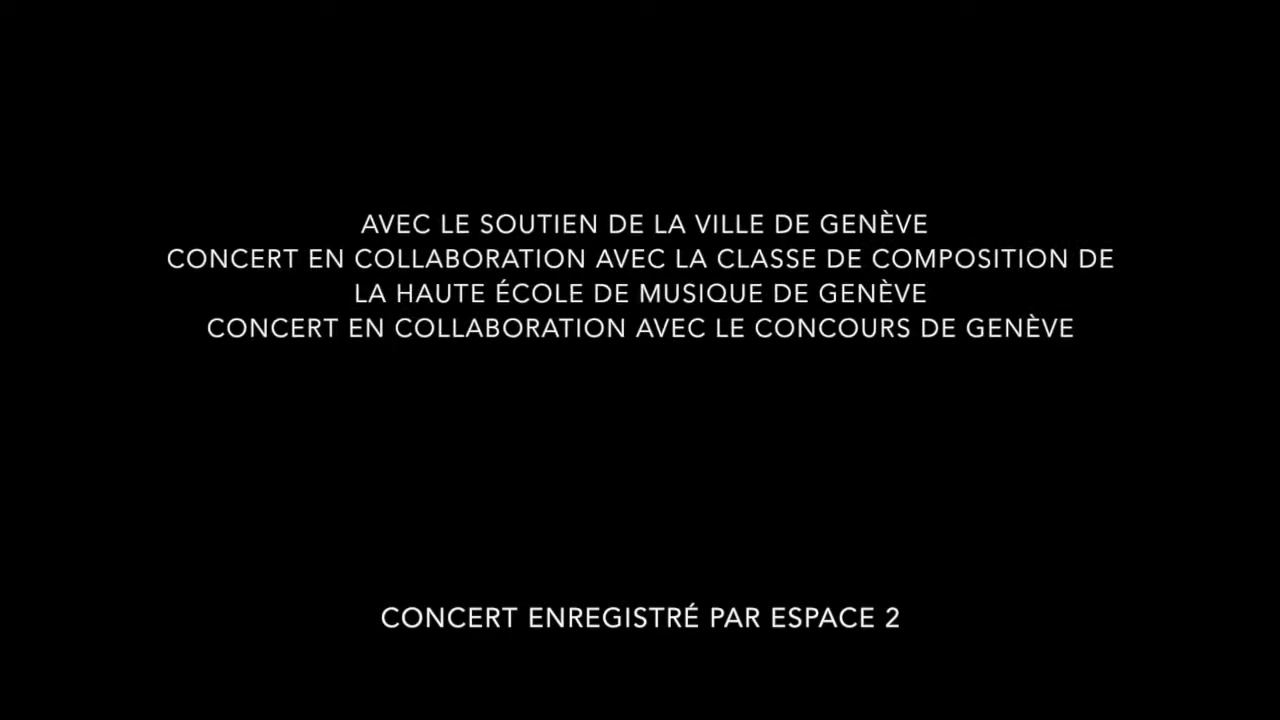 AVEC LE SOUTIEN DE LA VILLE DE GENÈVE
CONCERT EN COLLABORATION AVEC LA CLASSE DE COMPOSITION DE
LA HAUTE ÉCOLE DE MUSIQUE DE GENÈVE
CONCERT EN COLLABORATION AVEC LE CONCOURS DE GENÈVE
CONCERT ENREGISTRÉ PAR ESPACE 2